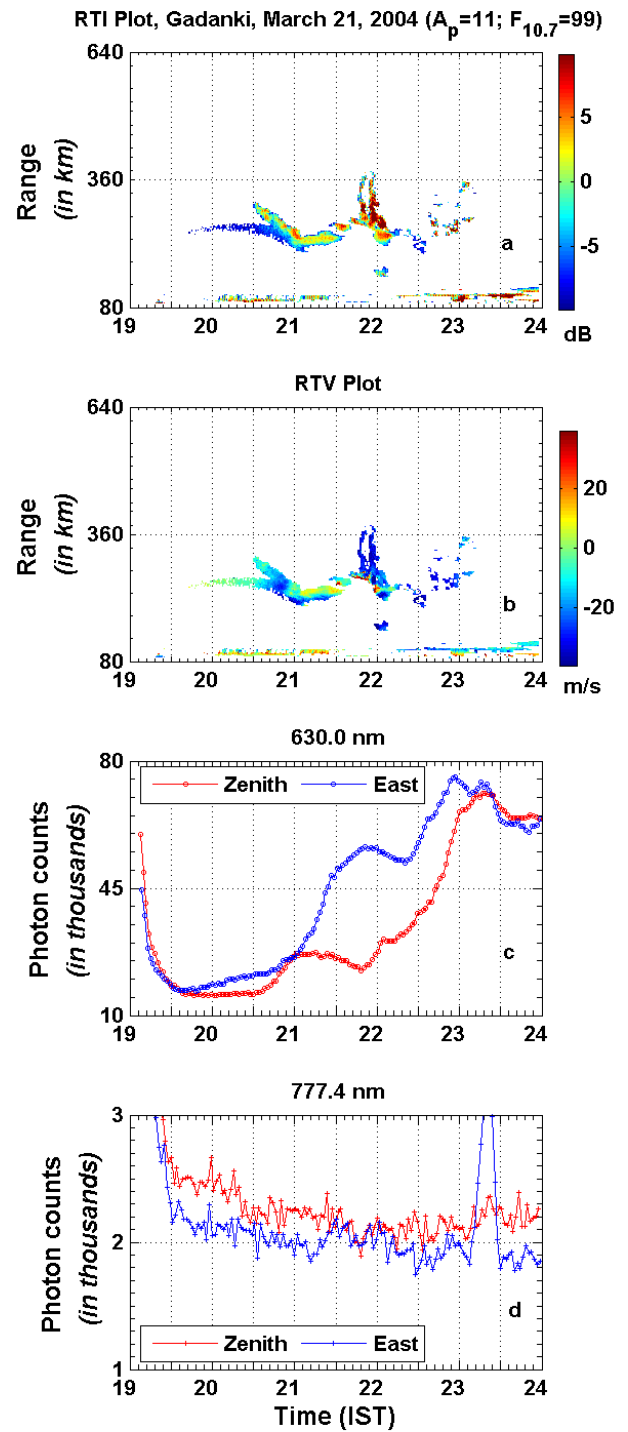 RTI Plot, Gadanki, March 21, 2004 (A_p=11; F_10.7=99)
640
360
80
Range
(in km)
a
5
0
-5
dB
19 20 21 22 23 24
RTV Plot
640
360
80
Range
(in km)
b
20
0
-20
m/s
19 20 21 22 23 24
630.0 nm
80
45
10
Photon counts
(in thousands)
Zenith East
c
19 20 21 22 23 24
777.4 nm
3
2
1
Photon counts
(in thousands)
d
Zenith East
19 20 21 22 23 24
Time (IST)